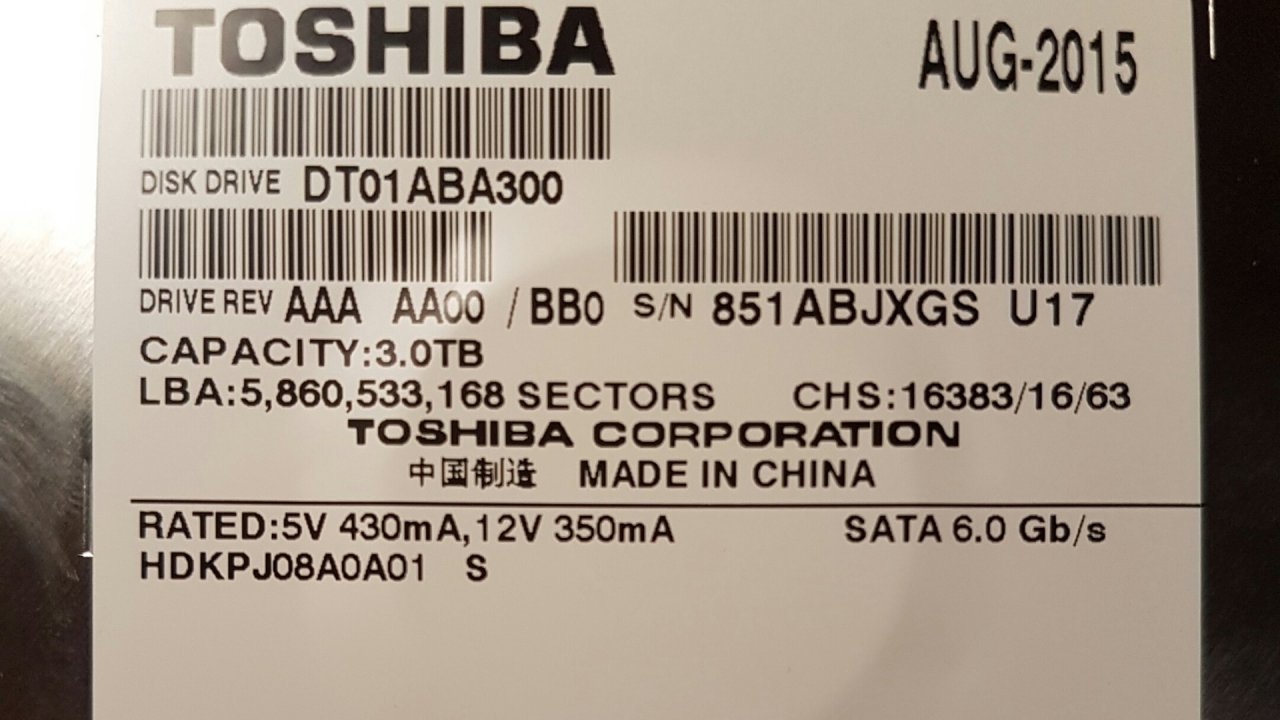 TOSHIBA
AUG-2015
DISK DRIVE DT01ABA300
DRIVE REV AAA AA00 / BB0 S/N 851ABJXGS U17
CAPACITY:3.0TB
LBA:5,860,533,168 SECTORS CHS:16383/16/63
TOSHIBA CORPORATION
中国制造 MADE IN CHINA
RATED:5V 430mA,12V 350mA SATA 6.0 Gb/s
HDKPJ08A0A01 S